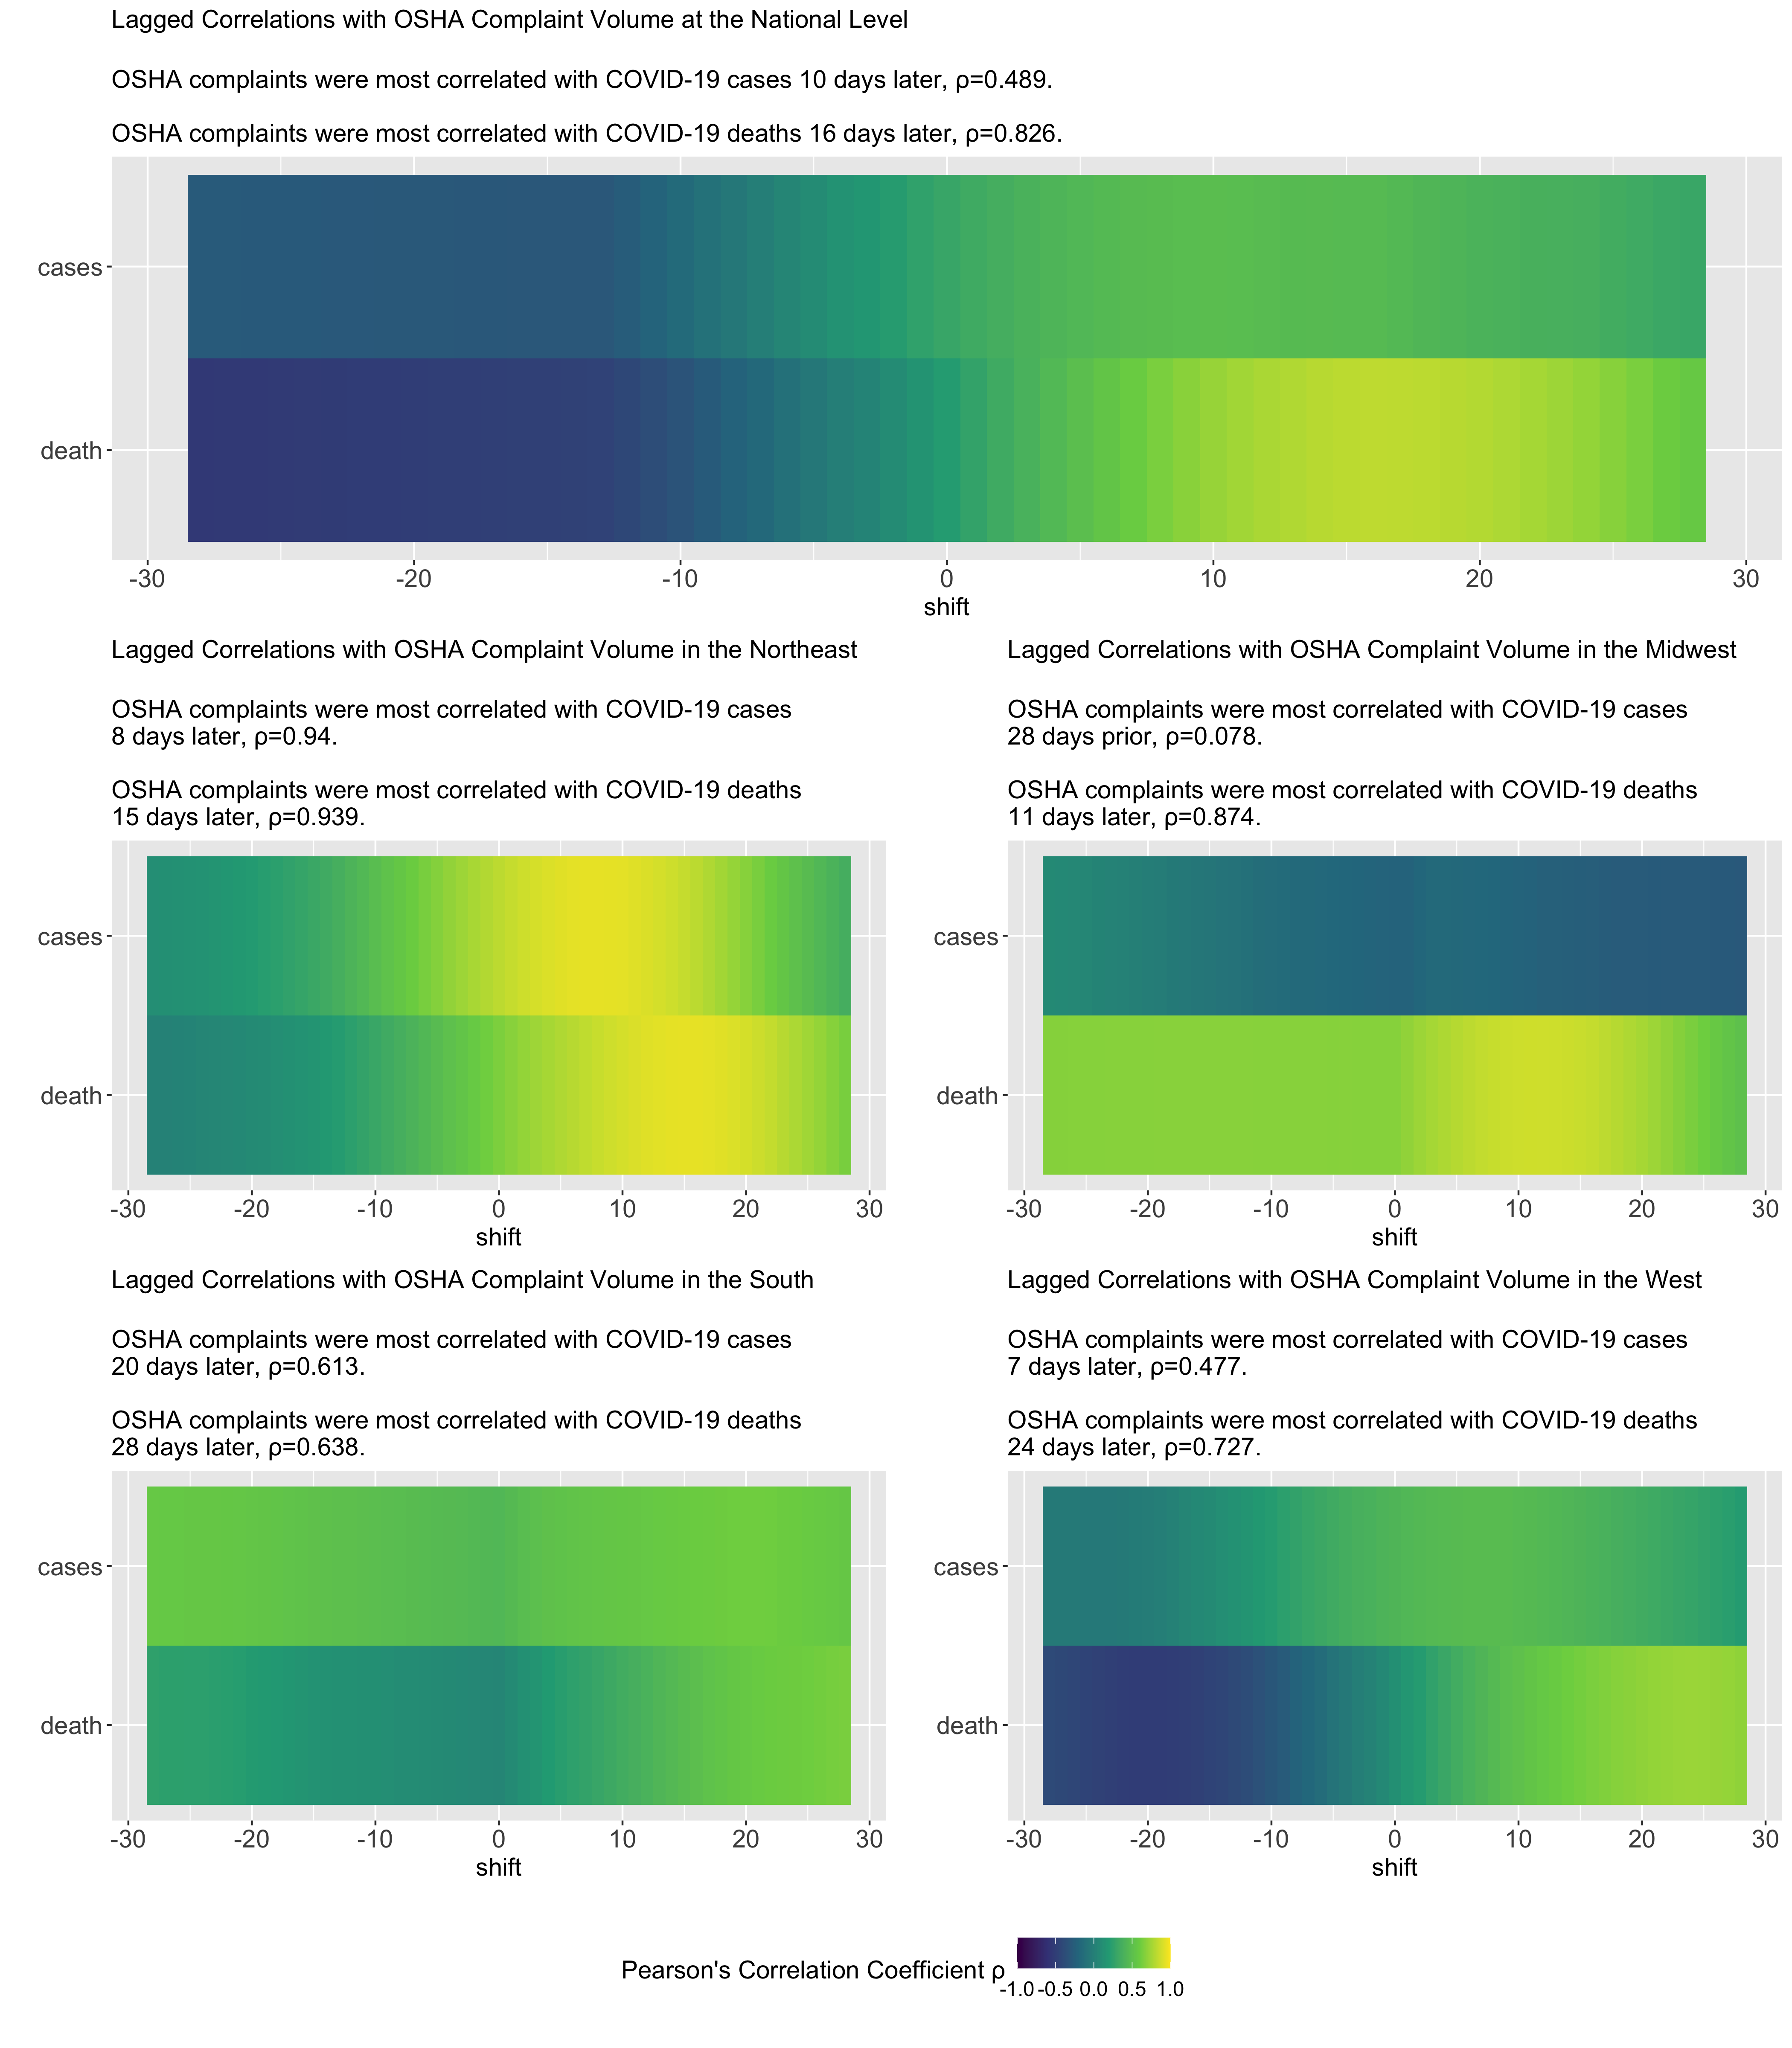 Lagged Correlations with OSHA Complaint Volume at the National Level
OSHA complaints were most correlated with COVID-19 cases 10 days later, ρ=0.489.
OSHA complaints were most correlated with COVID-19 deaths 16 days later, ρ=0.826.
cases
death
-30 -20 -10 0 10 20 30
shift
Lagged Correlations with OSHA Complaint Volume in the Northeast
OSHA complaints were most correlated with COVID-19 cases
8 days later, ρ=0.94.
OSHA complaints were most correlated with COVID-19 deaths
15 days later, ρ=0.939.
cases
death
-30 -20 -10 0 10 20 30
shift
Lagged Correlations with OSHA Complaint Volume in the Midwest
OSHA complaints were most correlated with COVID-19 cases
28 days prior, ρ=0.078.
OSHA complaints were most correlated with COVID-19 deaths
11 days later, ρ=0.874.
cases
death
-30 -20 -10 0 10 20 30
shift
Lagged Correlations with OSHA Complaint Volume in the South
OSHA complaints were most correlated with COVID-19 cases
20 days later, ρ=0.613.
OSHA complaints were most correlated with COVID-19 deaths
28 days later, ρ=0.638.
cases
death
-30 -20 -10 0 10 20 30
shift
Lagged Correlations with OSHA Complaint Volume in the West
OSHA complaints were most correlated with COVID-19 cases
7 days later, ρ=0.477.
OSHA complaints were most correlated with COVID-19 deaths
24 days later, ρ=0.727.
cases
death
-30 -20 -10 0 10 20 30
shift
Pearson's Correlation Coefficient ρ
-1.0 -0.5 0.0 0.5 1.0